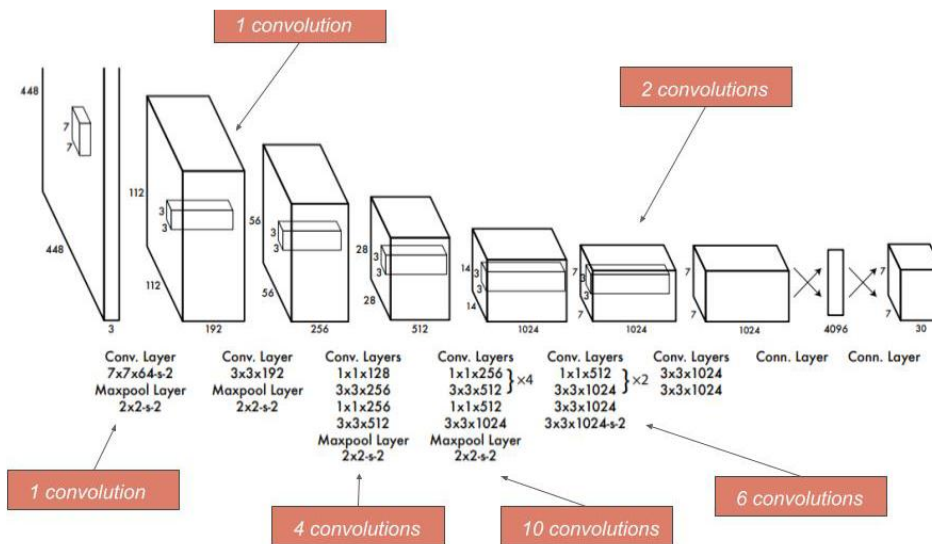 1 convolution
2 convolutions
448
7
7
448
3
112
3
3
112
192
56
3
3
56
256
28
3
3
28
512
14
3
3
14
1024
7
3
3
7
1024
7
7
1024
4096
7
7
30
Conv. Layer
7x7x64-s-2
Maxpool Layer
2x2-s-2
Conv. Layer
3x3x192
Maxpool Layer
2x2-s-2
Conv. Layers
1x1x128
3x3x256
1x1x256
3x3x512
Maxpool Layer
2x2-s-2
Conv. Layers
1x1x256
3x3x512
×4
1x1x512
3x3x1024
Maxpool Layer
2x2-s-2
Conv. Layers
1x1x512
3x3x1024
×2
3x3x1024
3x3x1024-s-2
Conv. Layers
3x3x1024
3x3x1024
Conn. Layer
Conn. Layer
1 convolution
4 convolutions
10 convolutions
6 convolutions